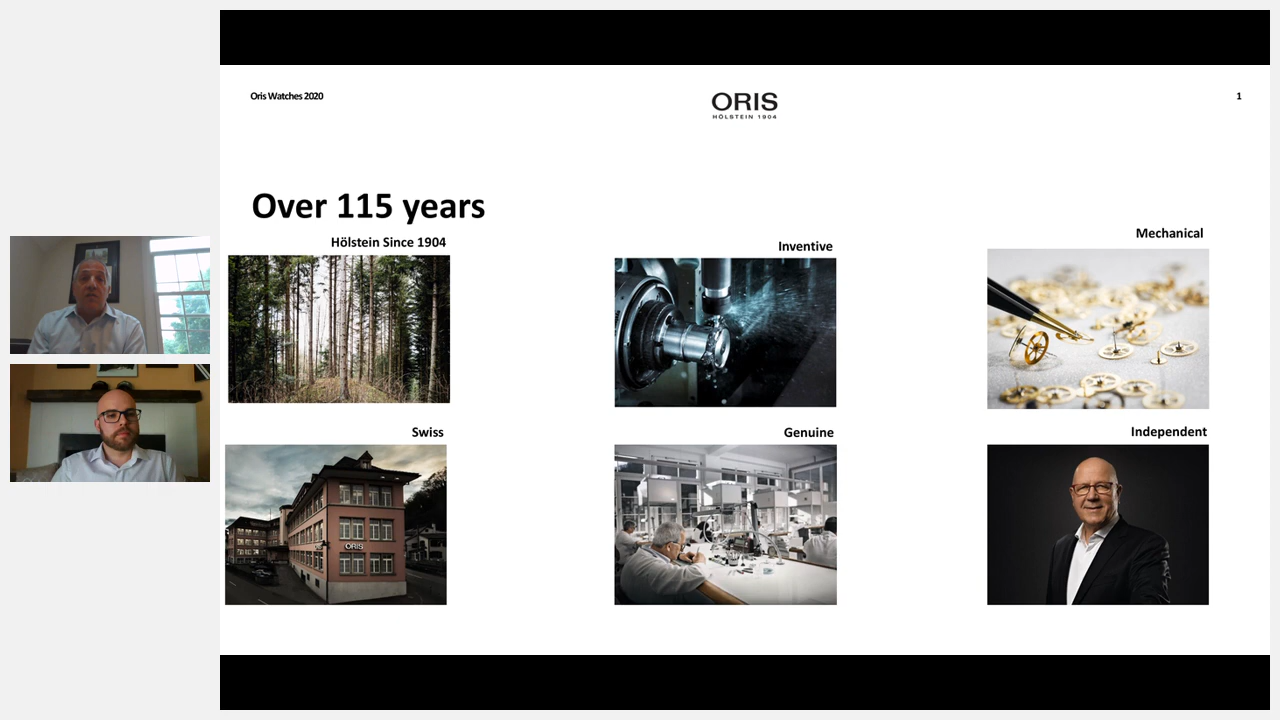 Oris Watches 2020
ORIS
HÖLSTEIN 1904
1
Over 115 years
Hölstein Since 1904
Inventive
Mechanical
Swiss
Genuine
Independent
ORIS